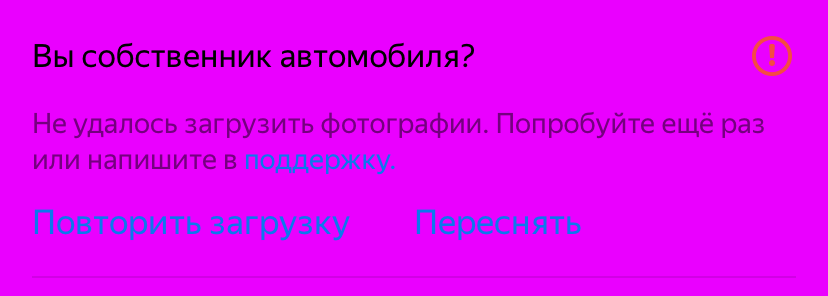 Вы собственник автомобиля?
Не удалось загрузить фотографии. Попробуйте ещё раз
или напишите в поддержку.
Повторить загрузку Переснять